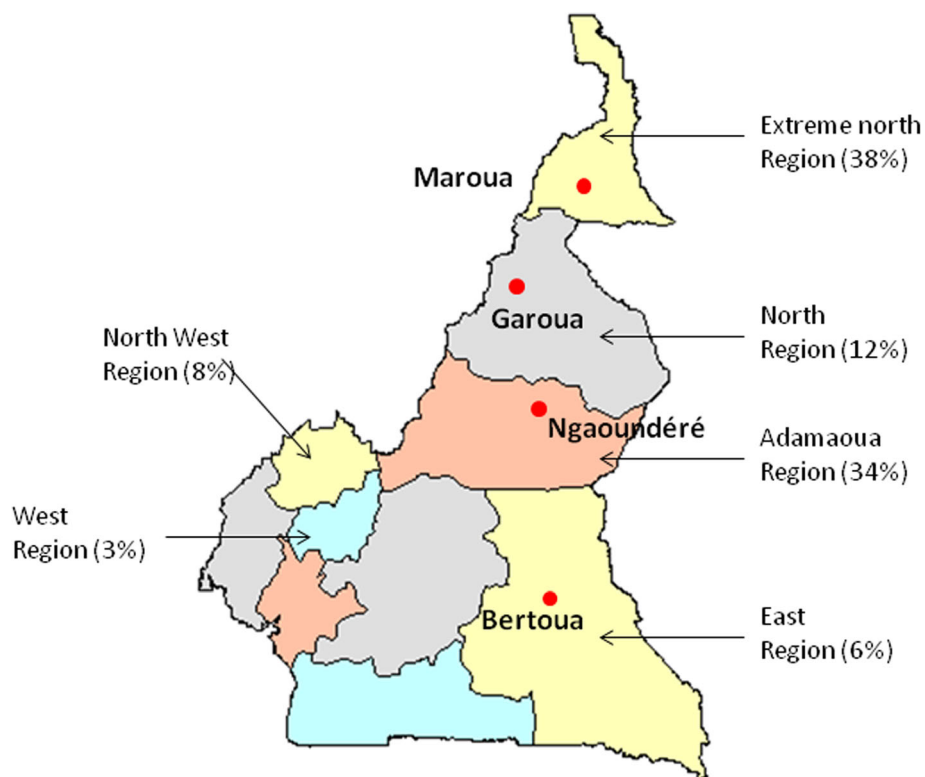 Extreme north
Region (38%)
Maroua
Garoua
North
Region (12%)
North West
Region (8%)
Ngaoundéré
Adamaoua
Region (34%)
West
Region (3%)
Bertoua
East
Region (6%)